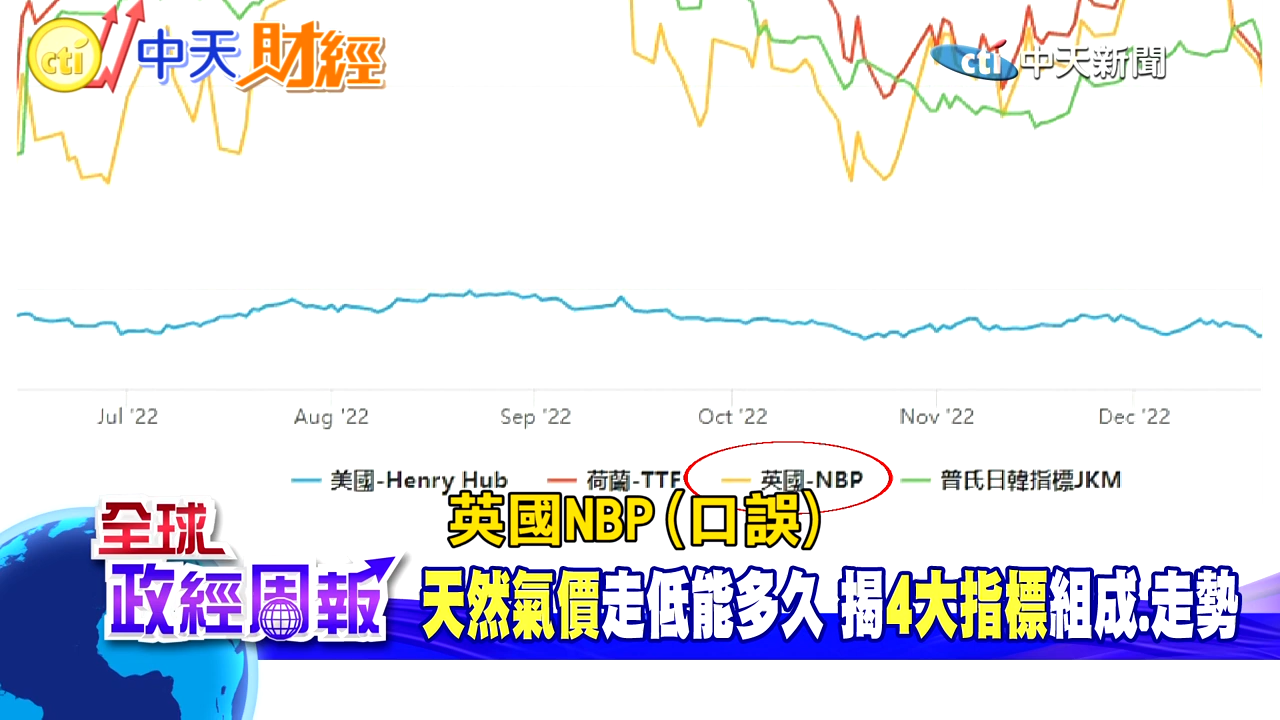 cti 中天財經
cti 中天新聞
Jul '22 Aug '22 Sep '22 Oct '22 Nov '22 Dec '22
美國-Henry Hub 荷蘭-TTF 英國-NBP 普氏日韓指標JKM
英國NBP(口誤)
全球
政經周報
天然氣價走低能多久 揭4大指標組成.走勢